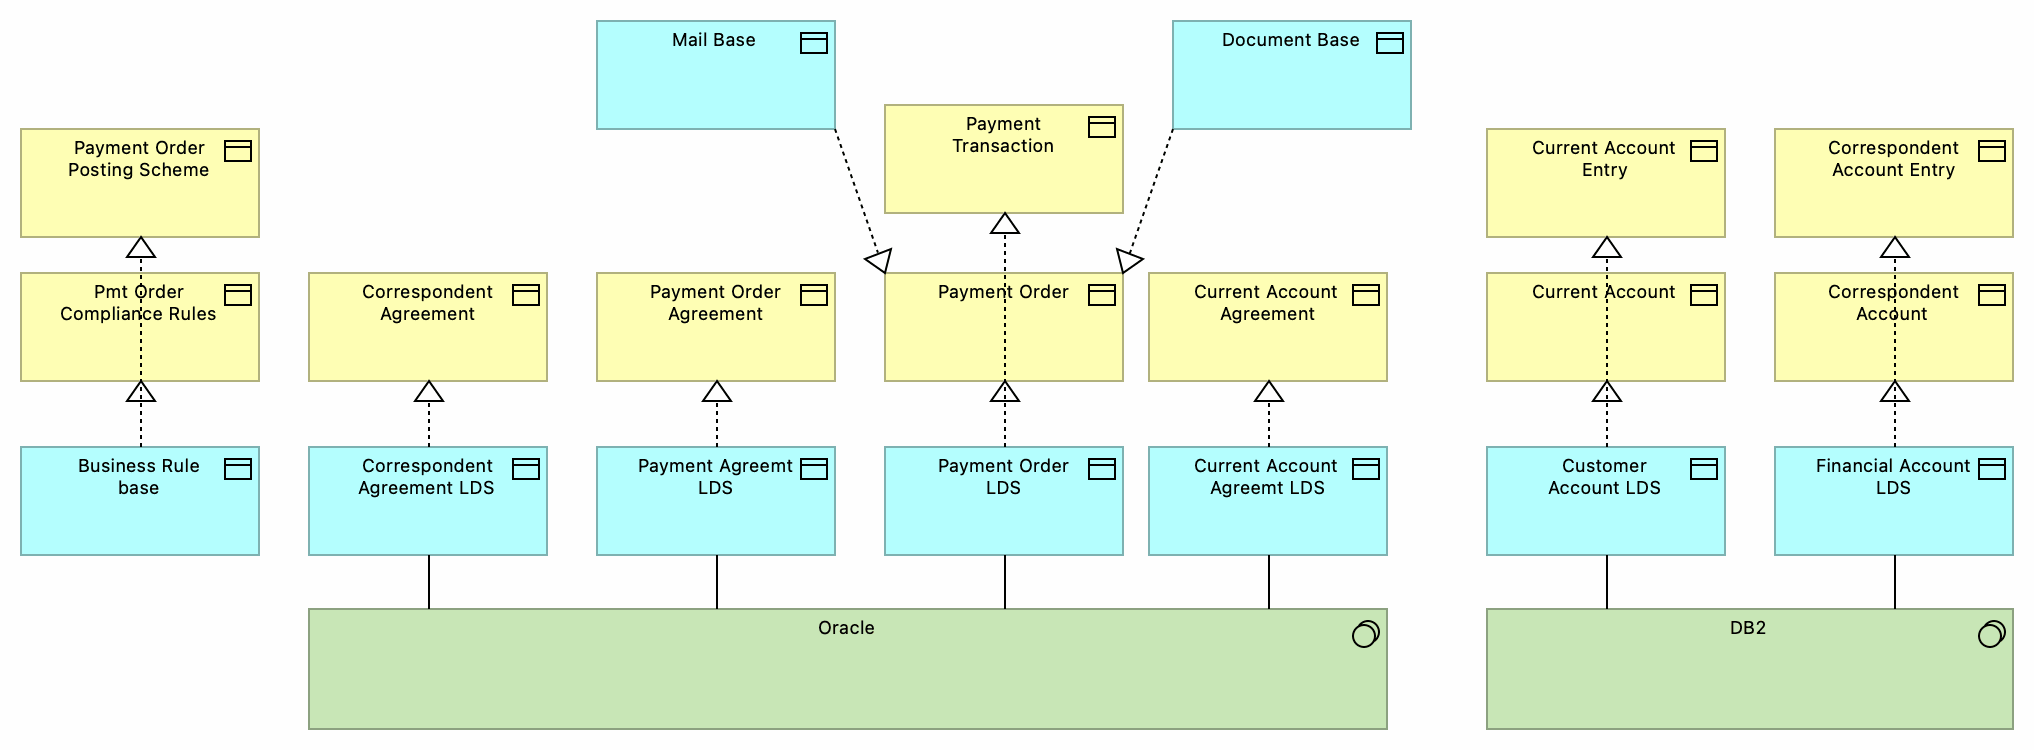 Mail Base
Document Base
Payment
Transaction
Payment Order
Posting Scheme
Current Account
Entry
Correspondent
Account Entry
Pmt Order
Compliance Rules
Correspondent
Agreement
Payment Order
Agreement
Payment Order
Current Account
Agreement
Current Account
Correspondent
Account
Business Rule
base
Correspondent
Agreement LDS
Payment Agreemt
LDS
Payment Order
LDS
Current Account
Agreemt LDS
Customer
Account LDS
Financial Account
LDS
Oracle
DB2